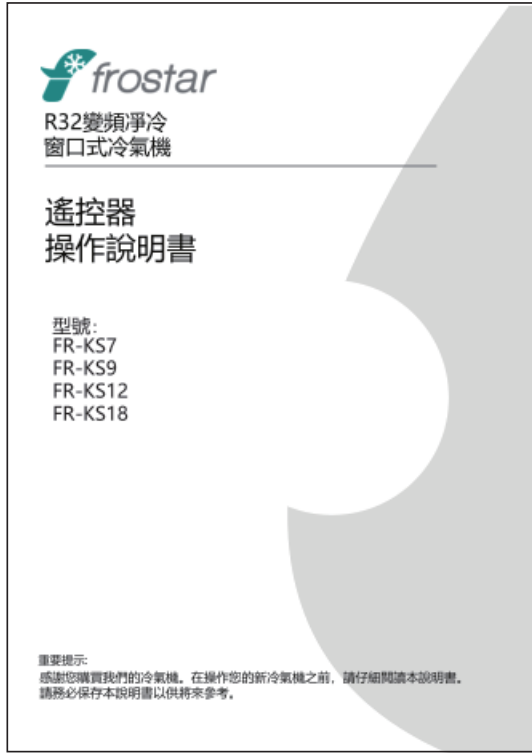 frostar
R32變頻凈冷
窗口式冷氣機
遙控器
操作說明書
型號:
FR-KS7
FR-KS9
FR-KS12
FR-KS18
重要提示:
感謝您購買我們的冷氣機。在操作您的新冷氣機之前，請仔細閱讀本說明書。
請務必保存本說明書以供將來參考。